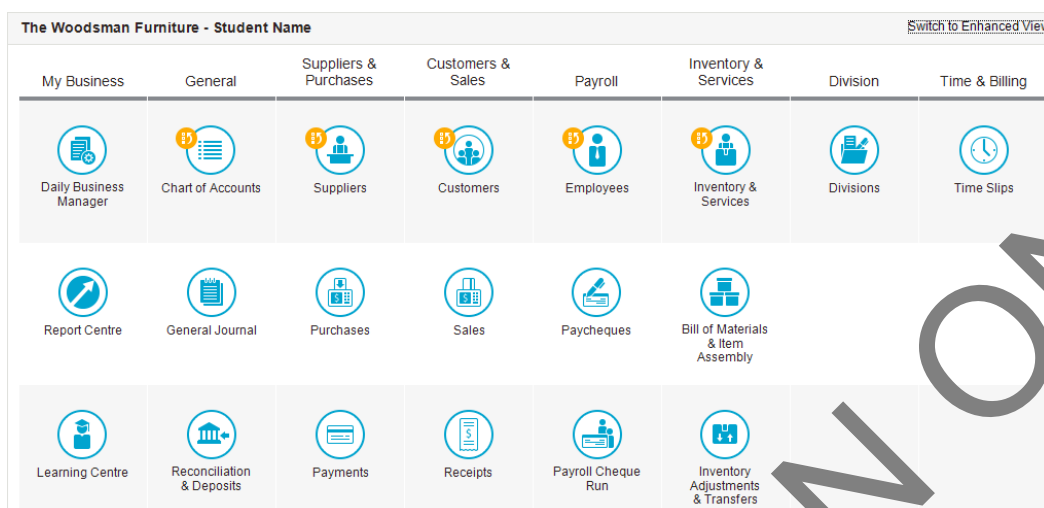 The Woodsman Furniture - Student Name
Switch to Enhanced View
My Business
General
Suppliers &
Purchases
Customers &
Sales
Payroll
Inventory &
Services
Division
Time & Billing
Daily Business
Manager
Chart of Accounts
Suppliers
Customers
Employees
Inventory &
Services
Divisions
Time Slips
Report Centre
General Journal
Purchases
Sales
Paycheques
Bill of Materials
& Item
Assembly
Learning Centre
Reconciliation
& Deposits
Payments
Receipts
Payroll Cheque
Run
Inventory
Adjustments
& Transfers